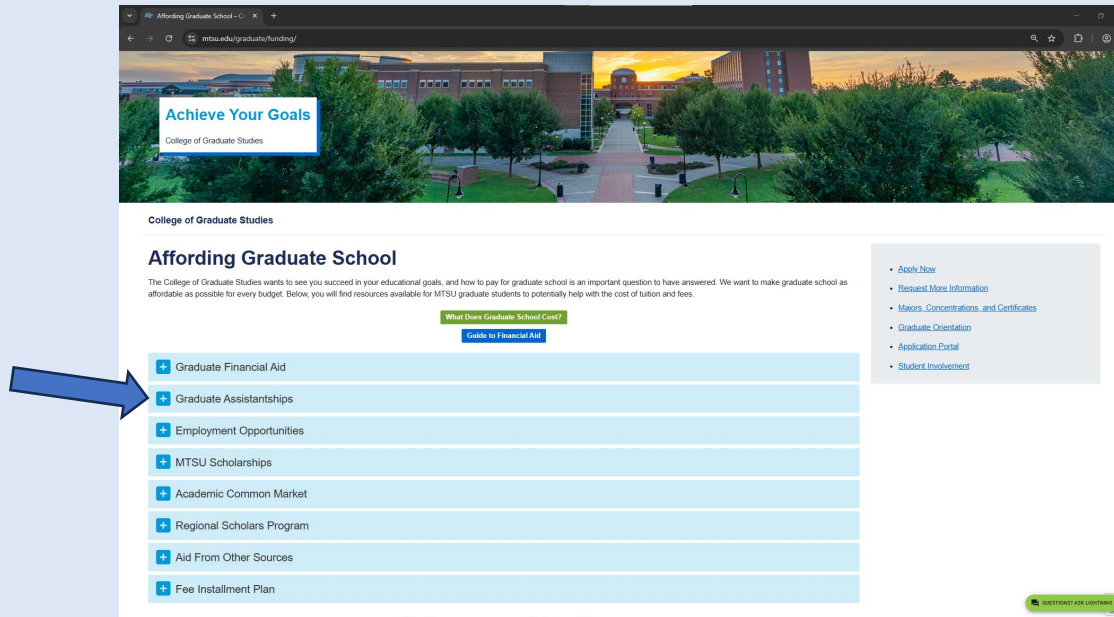 Affording Graduate School – Co
mtsu.edu/graduate/funding/
Achieve Your Goals
College of Graduate Studies
College of Graduate Studies
Affording Graduate School
The College of Graduate Studies wants to see you succeed in your educational goals, and how to pay for graduate school is an important question to have answered. We want to make graduate school as
affordable as possible for every budget. Below, you will find resources available for MTSU graduate students to potentially help with the cost of tuition and fees.
What Does Graduate School Cost?
Guide to Financial Aid
Graduate Financial Aid
Graduate Assistantships
Employment Opportunities
MTSU Scholarships
Academic Common Market
Regional Scholars Program
Aid From Other Sources
Fee Installment Plan
Apply Now
Request More Information
Majors, Concentrations, and Certificates
Graduate Orientation
Application Portal
Student Involvement
QUESTIONS? ASK LIGHTNING